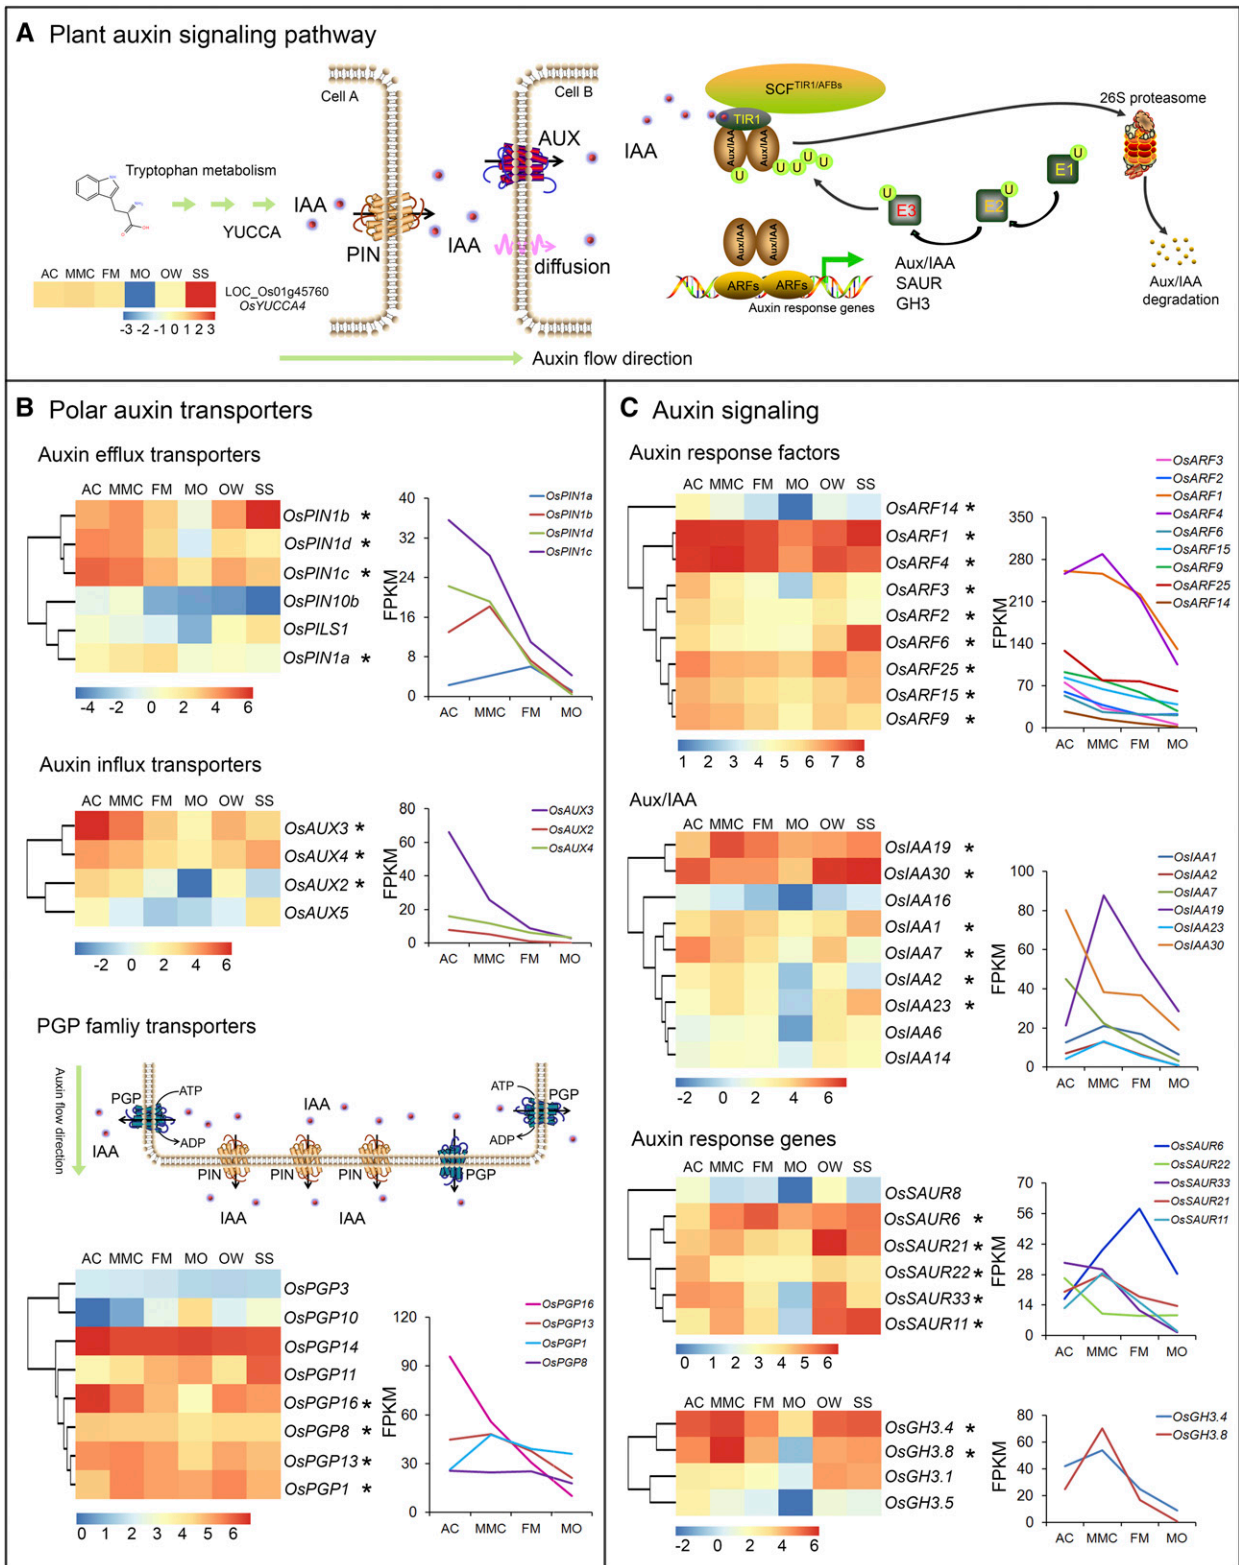 A Plant auxin signaling pathway
Cell A
Cell B
Tryptophan metabolism
IAA
YUCCA
PIN
IAA
AUX
diffusion
IAA
SCF^TIR1/AFBs
TIR1
Aux/IAA
Aux/IAA
U
U U U U
26S proteasome
U
E1
U
E2
U
E3
Aux/IAA
Aux/IAA
ARFs
ARFs
Auxin response genes
Aux/IAA
SAUR
GH3
Aux/IAA
degradation
AC MMC FM MO OW SS
LOC_Os01g45760
OsYUCCA4
-3 -2 -1 0 1 2 3
Auxin flow direction
B Polar auxin transporters
Auxin efflux transporters
AC MMC FM MO OW SS
OsPIN1b *
OsPIN1d *
OsPIN1c *
OsPIN10b
OsPILS1
OsPIN1a *
-4 -2 0 2 4 6
FPKM
40
32
24
16
8
0
AC MMC FM MO
OsPIN1a
OsPIN1b
OsPIN1d
OsPIN1c
Auxin influx transporters
AC MMC FM MO OW SS
OsAUX3 *
OsAUX4 *
OsAUX2 *
OsAUX5
-2 0 2 4 6
FPKM
80
60
40
20
0
AC MMC FM MO
OsAUX3
OsAUX2
OsAUX4
PGP famliy transporters
Auxin flow direction
PGP
ATP
ADP
IAA
IAA
ATP
PGP
ADP
PIN
PIN
PIN
PGP
IAA
IAA
AC MMC FM MO OW SS
OsPGP3
OsPGP10
OsPGP14
OsPGP11
OsPGP16 *
OsPGP8 *
OsPGP13 *
OsPGP1 *
0 1 2 3 4 5 6
FPKM
120
90
60
30
0
AC MMC FM MO
OsPGP16
OsPGP13
OsPGP1
OsPGP8
C Auxin signaling
Auxin response factors
AC MMC FM MO OW SS
OsARF14 *
OsARF1 *
OsARF4 *
OsARF3 *
OsARF2 *
OsARF6 *
OsARF25 *
OsARF15 *
OsARF9 *
1 2 3 4 5 6 7 8
OsARF3
OsARF2
OsARF1
OsARF4
OsARF6
OsARF15
OsARF9
OsARF25
OsARF14
FPKM
350
280
210
140
70
0
AC MMC FM MO
Aux/IAA
AC MMC FM MO OW SS
OsIAA19 *
OsIAA30 *
OsIAA16
OsIAA1 *
OsIAA7 *
OsIAA2 *
OsIAA23 *
OsIAA6
OsIAA14
-2 0 2 4 6
FPKM
100
80
60
40
20
0
AC MMC FM MO
OsIAA1
OsIAA2
OsIAA7
OsIAA19
OsIAA23
OsIAA30
Auxin response genes
AC MMC FM MO OW SS
OsSAUR8
OsSAUR6 *
OsSAUR21 *
OsSAUR22 *
OsSAUR33 *
OsSAUR11 *
0 1 2 3 4 5 6
FPKM
70
56
42
28
14
0
AC MMC FM MO
OsSAUR6
OsSAUR22
OsSAUR33
OsSAUR21
OsSAUR11
AC MMC FM MO OW SS
OsGH3.4 *
OsGH3.8 *
OsGH3.1
OsGH3.5
-2 0 2 4 6
FPKM
80
60
40
20
0
AC MMC FM MO
OsGH3.4
OsGH3.8